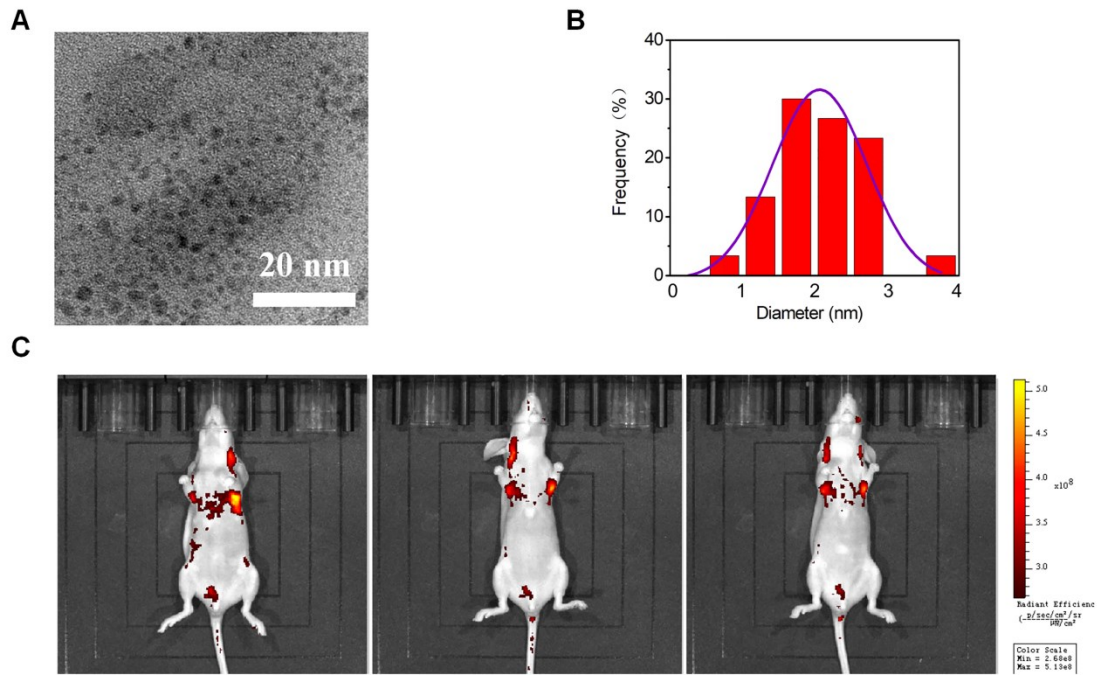 A
20 nm
B
40
30
20
10
0
Frequency (%)
0
1
2
3
4
Diameter (nm)
C
5.0
4.5
4.0
3.5
3.0
x10⁸
Radiant Efficienc
(p/sec/cm²/sr
µW/cm²
Color Scale
Min = 2.68e8
Max = 5.13e8